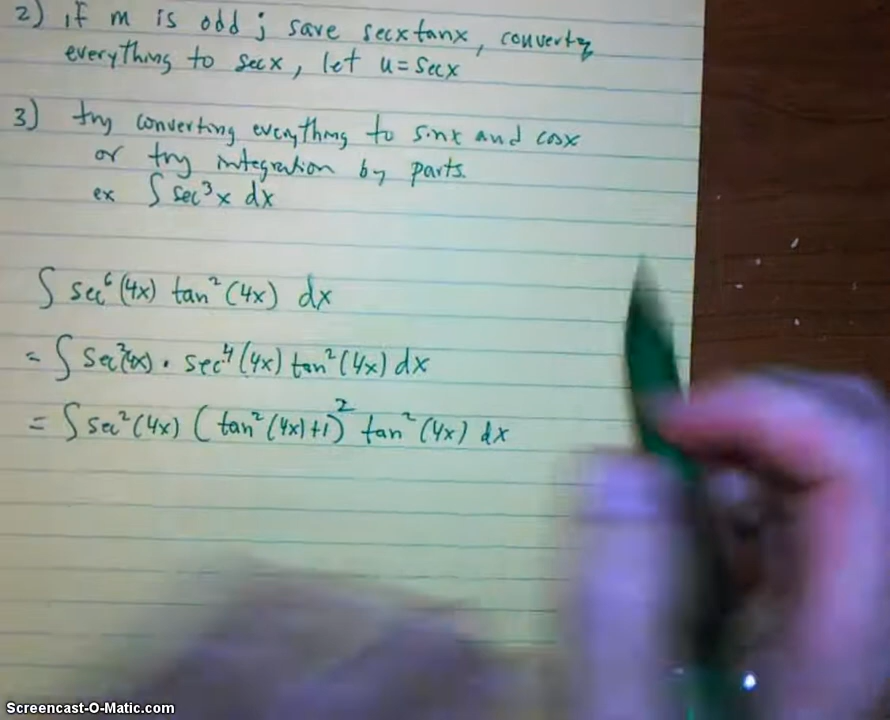 2) if m is odd ; save secxtanx, convert
everything to secx, let u=secx
3) try converting everything to sinx and cosx
or try integration by parts.
ex ∫ sec³x dx
∫ sec⁶(4x) tan²(4x) dx
= ∫ sec²(4x) · sec⁴(4x) tan²(4x) dx
= ∫ sec²(4x) (tan²(4x)+1)² tan²(4x) dx
Screencast-O-Matic.com